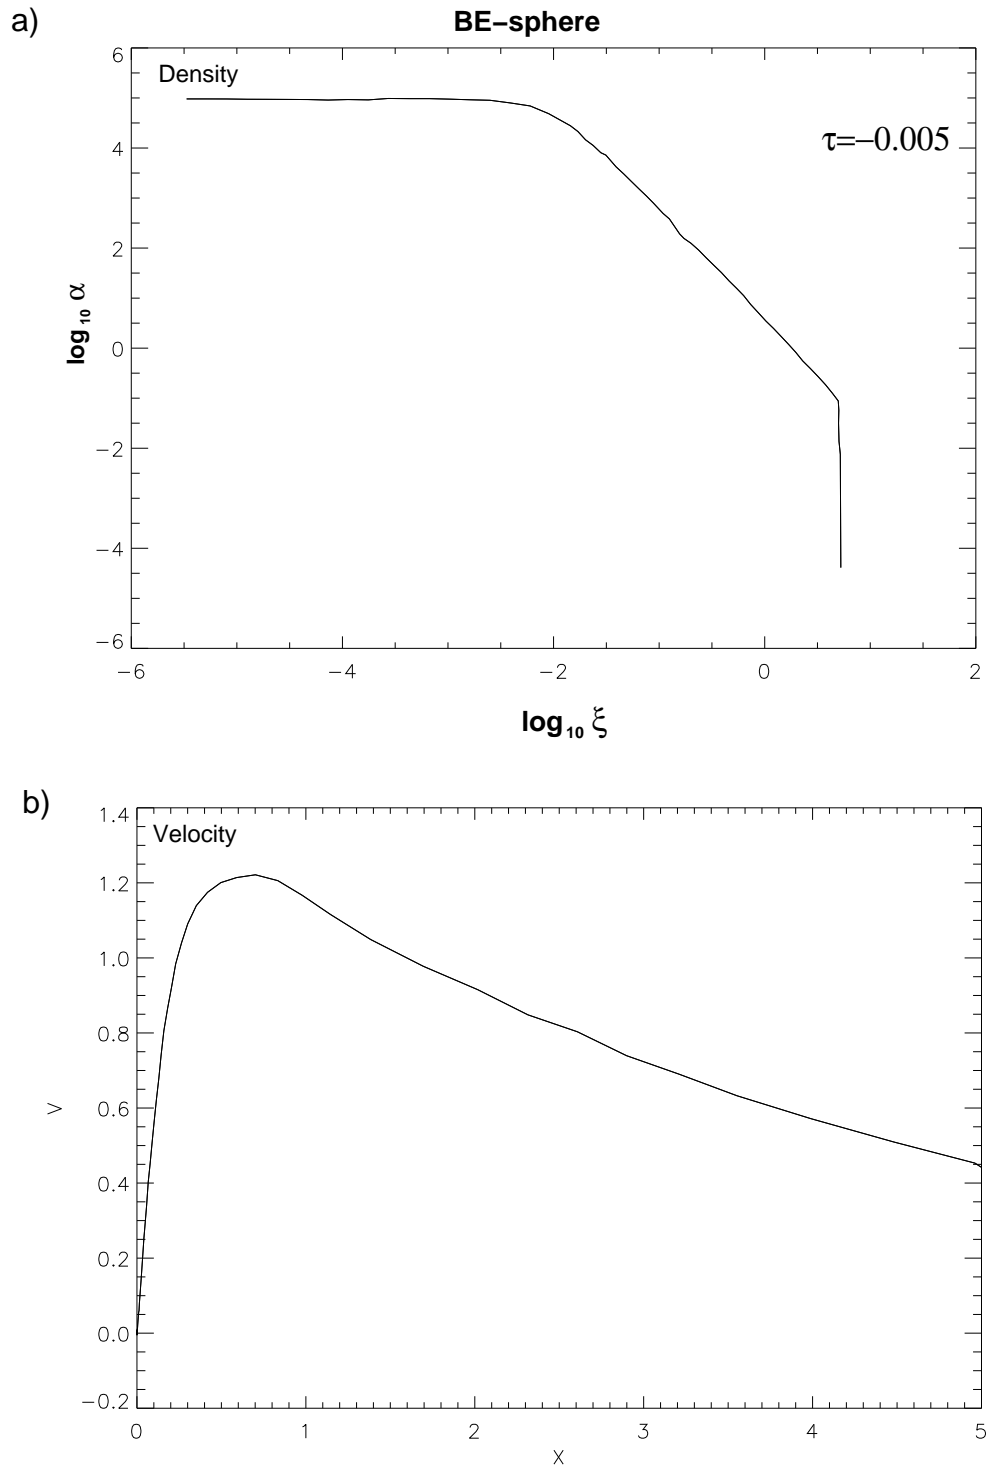 a)
BE−sphere
Density
τ=−0.005
6
4
2
0
−2
−4
−6
log₁₀ α
−6 −4 −2 0 2
log₁₀ ξ
b)
Velocity
1.4
1.2
1.0
0.8
0.6
0.4
0.2
0.0
−0.2
V
0 1 2 3 4 5
X